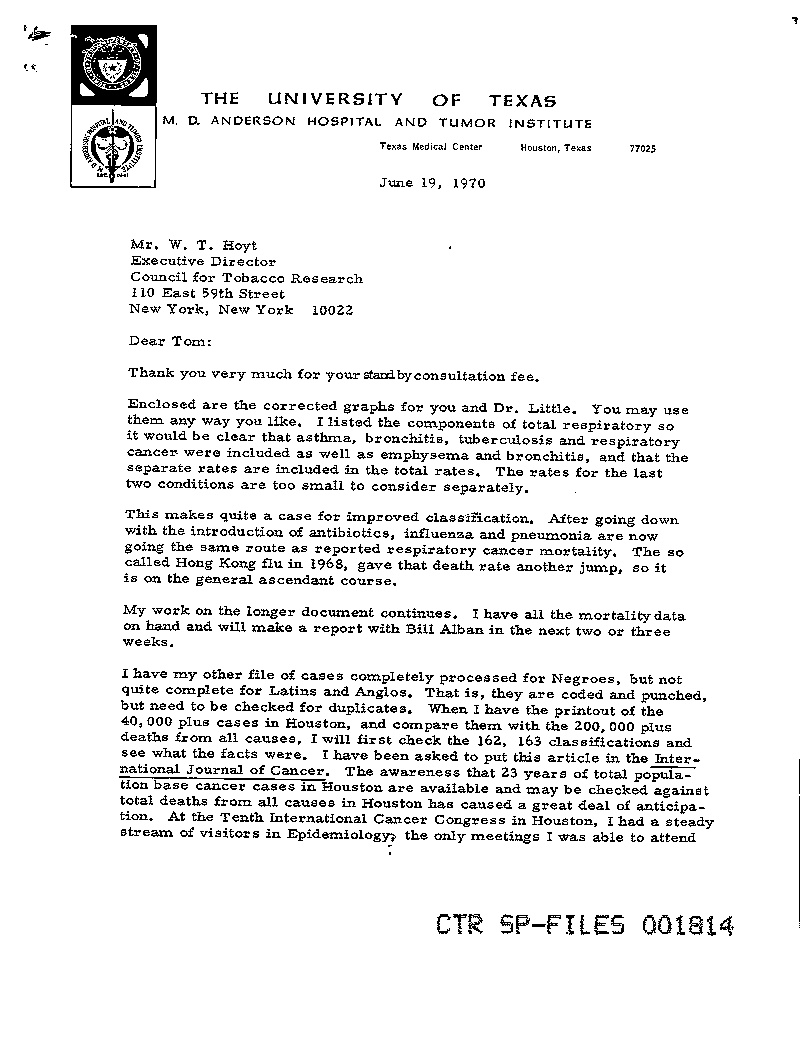 THE UNIVERSITY OF TEXAS
M. D. ANDERSON HOSPITAL AND TUMOR INSTITUTE
Texas Medical Center Houston, Texas 77025
June 19, 1970
Mr. W. T. Hoyt
Executive Director
Council for Tobacco Research
110 East 59th Street
New York, New York 10022
Dear Tom:
Thank you very much for your standby consultation fee.
Enclosed are the corrected graphs for you and Dr. Little. You may use
them any way you like. I listed the components of total respiratory so
it would be clear that asthma, bronchitis, tuberculosis and respiratory
cancer were included as well as emphysema and bronchitis, and that the
separate rates are included in the total rates. The rates for the last
two conditions are too small to consider separately.
This makes quite a case for improved classification. After going down
with the introduction of antibiotics, influenza and pneumonia are now
going the same route as reported respiratory cancer mortality. The so
called Hong Kong flu in 1968, gave that death rate another jump, so it
is on the general ascendant course.
My work on the longer document continues. I have all the mortality data
on hand and will make a report with Bill Alban in the next two or three
weeks.
I have my other file of cases completely processed for Negroes, but not
quite complete for Latins and Anglos. That is, they are coded and punched,
but need to be checked for duplicates. When I have the printout of the
40,000 plus cases in Houston, and compare them with the 200,000 plus
deaths from all causes, I will first check the 162, 163 classifications and
see what the facts were. I have been asked to put this article in the Inter-
national Journal of Cancer. The awareness that 23 years of total popula-
tion base cancer cases in Houston are available and may be checked against
total deaths from all causes in Houston has caused a great deal of anticipa-
tion. At the Tenth International Cancer Congress in Houston, I had a steady
stream of visitors in Epidemiology; the only meetings I was able to attend
CTR SP-FILES 001814